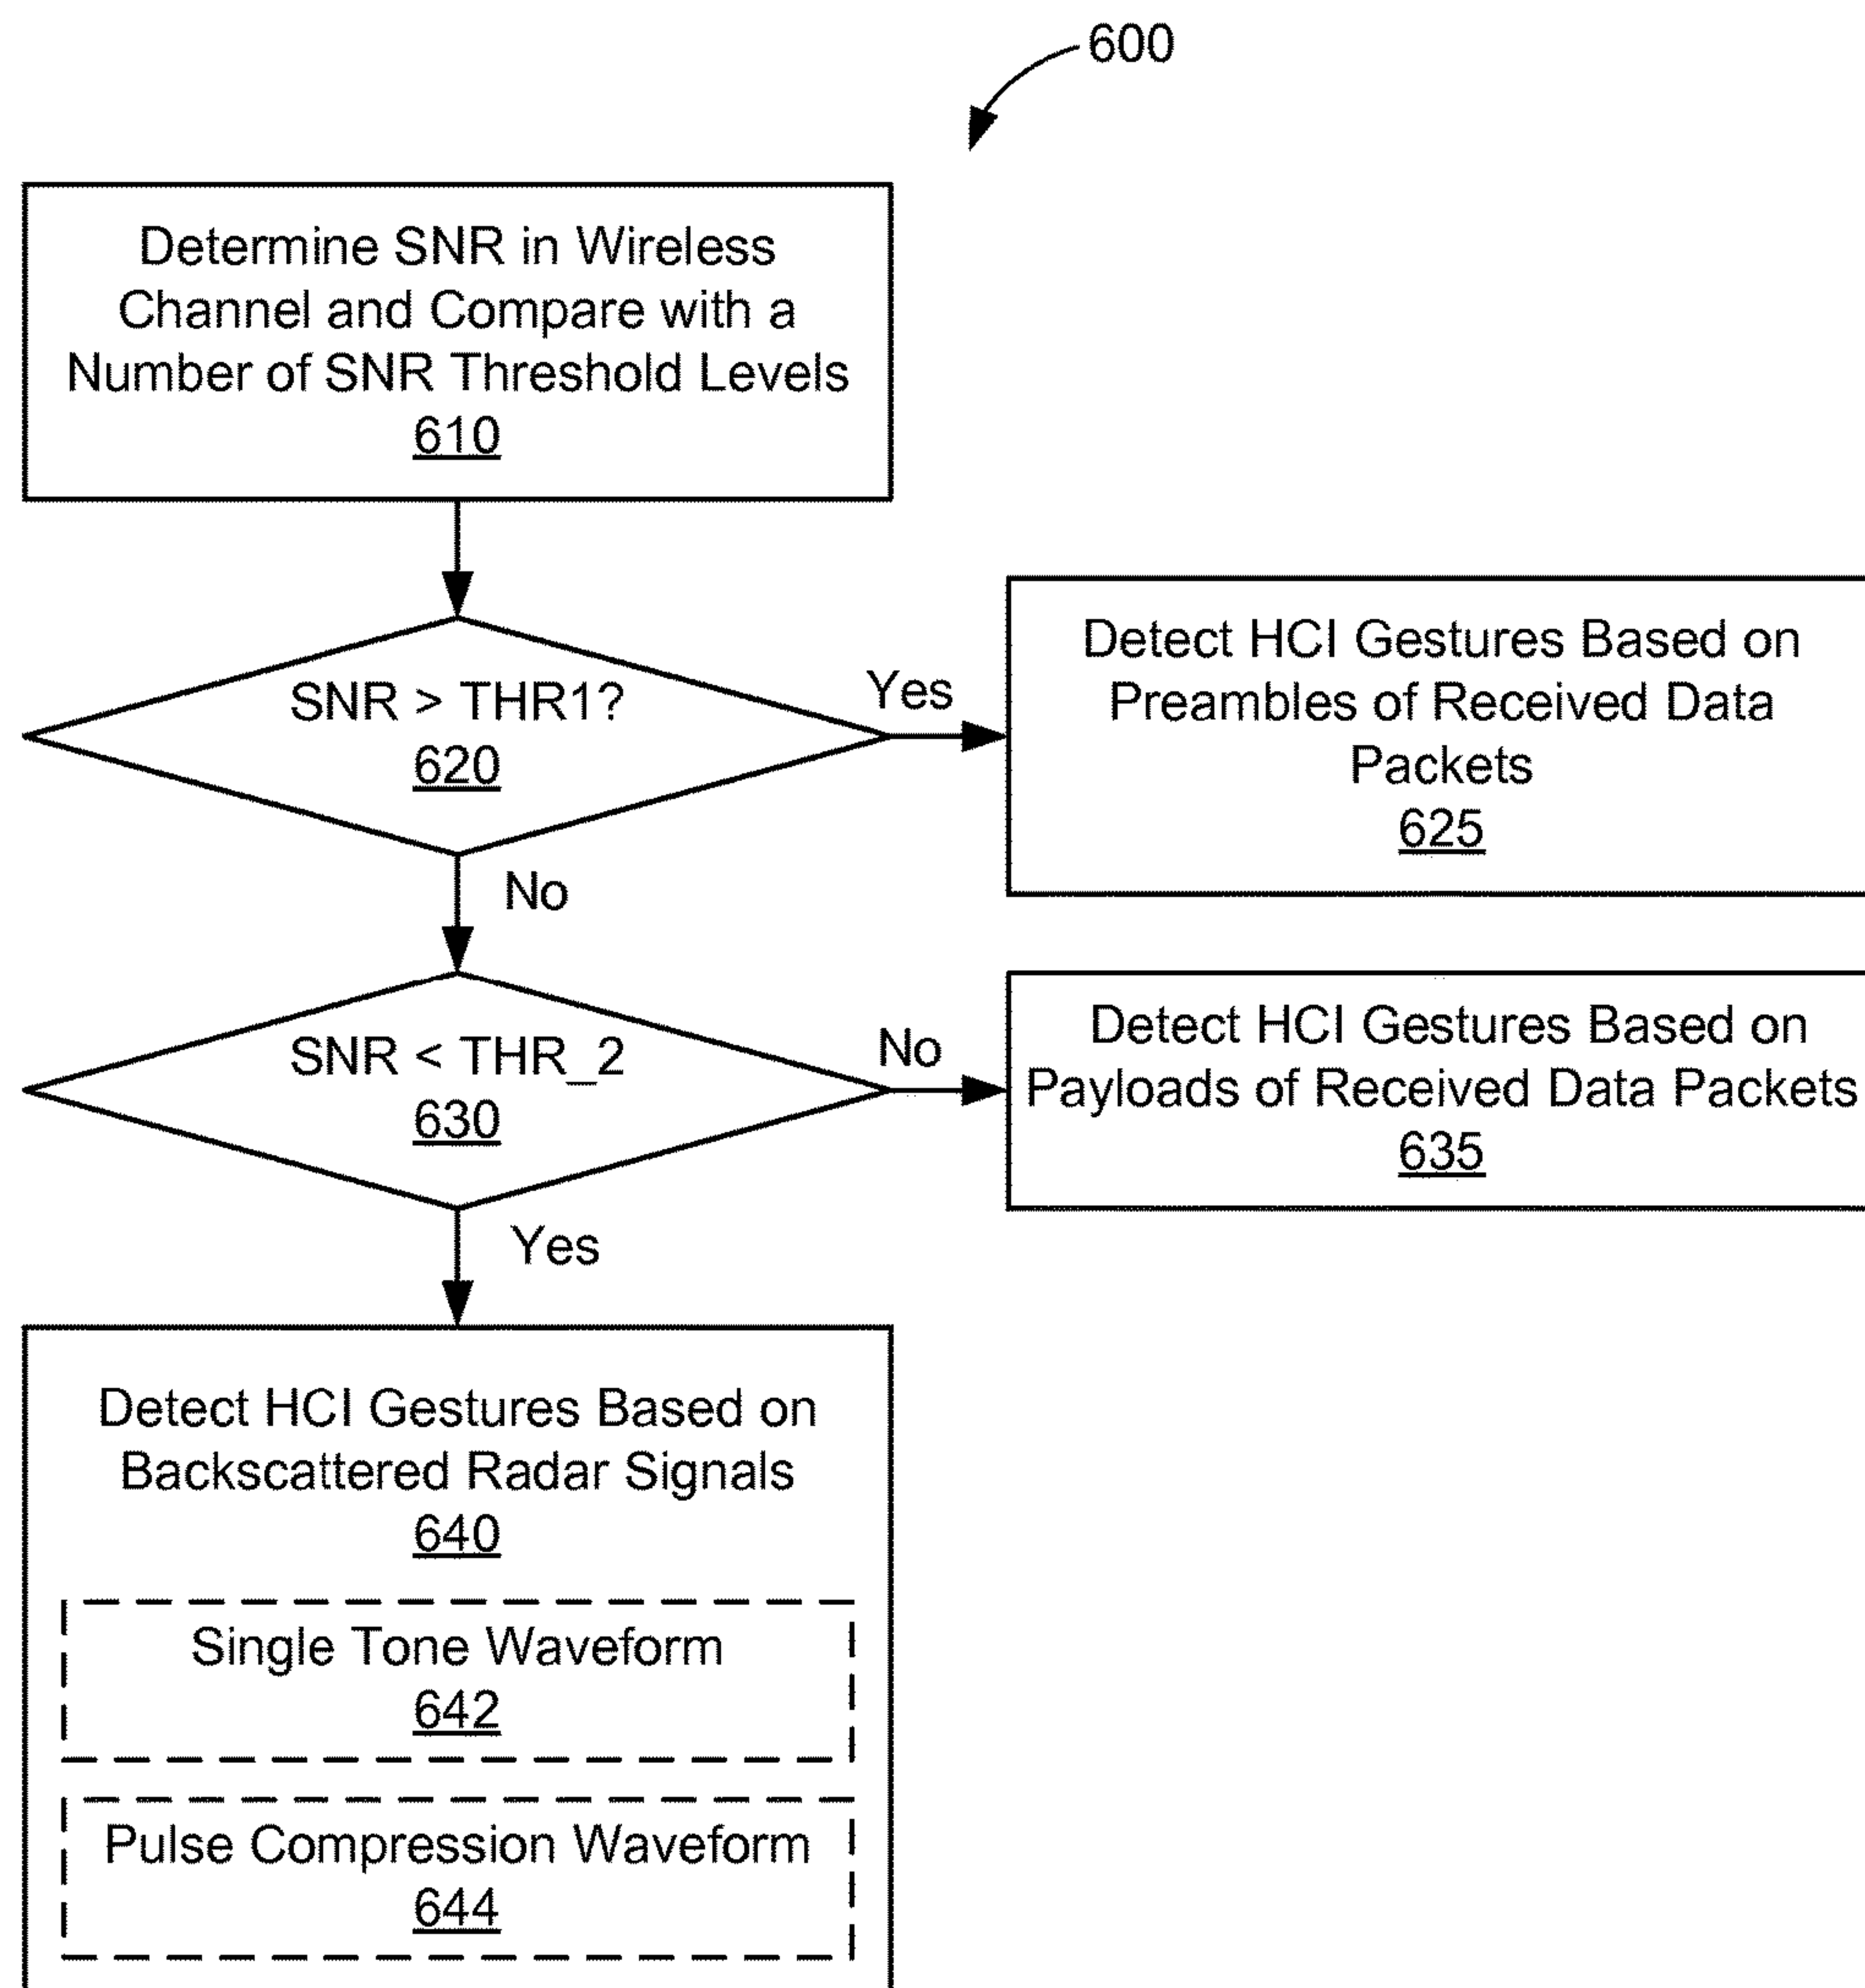 600
Determine SNR in Wireless
Channel and Compare with a
Number of SNR Threshold Levels
610
SNR > THR1?
620
Yes
Detect HCI Gestures Based on
Preambles of Received Data
Packets
625
No
SNR < THR_2
630
No
Detect HCI Gestures Based on
Payloads of Received Data Packets
635
Yes
Detect HCI Gestures Based on
Backscattered Radar Signals
640
Single Tone Waveform
642
Pulse Compression Waveform
644